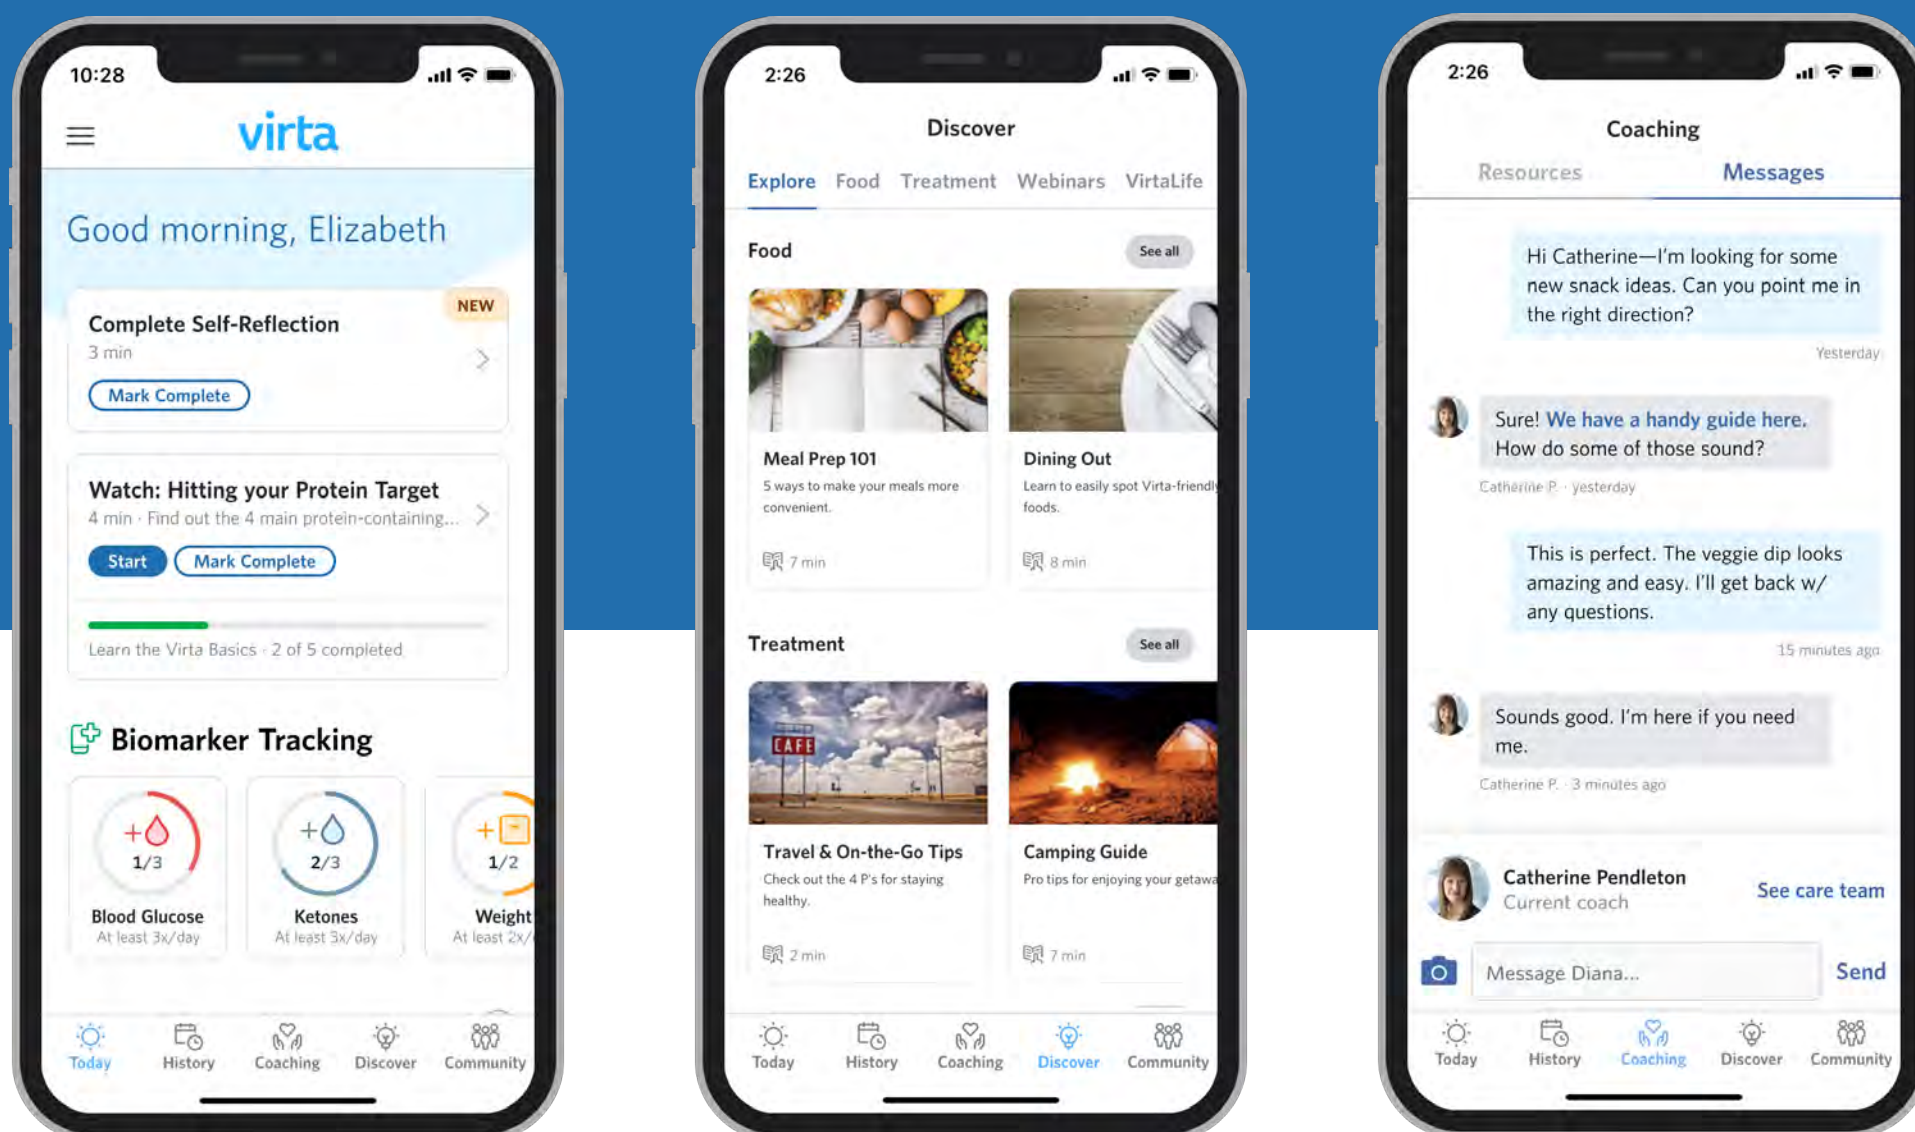 10:28
virta
Good morning, Elizabeth
NEW
Complete Self-Reflection
3 min
Mark Complete
Watch: Hitting your Protein Target
4 min · Find out the 4 main protein-containing...
Start
Mark Complete
Learn the Virta Basics · 2 of 5 completed
Biomarker Tracking
1/3
Blood Glucose
At least 3x/day
2/3
Ketones
At least 3x/day
1/2
Weight
At least 2x/
Today
History
Coaching
Discover
Community
2:26
Discover
Explore
Food
Treatment
Webinars
VirtaLife
Food
See all
Meal Prep 101
5 ways to make your meals more
convenient.
7 min
Dining Out
Learn to easily spot Virta-friendly
foods.
8 min
Treatment
See all
CAFE
Travel & On-the-Go Tips
Check out the 4 P's for staying
healthy.
2 min
Camping Guide
Pro tips for enjoying your getawa
7 min
Today
History
Coaching
Discover
Community
2:26
Coaching
Resources
Messages
Hi Catherine—I'm looking for some
new snack ideas. Can you point me in
the right direction?
Yesterday
Sure! We have a handy guide here.
How do some of those sound?
Catherine P. · yesterday
This is perfect. The veggie dip looks
amazing and easy. I'll get back w/
any questions.
15 minutes ago
Sounds good. I'm here if you need
me.
Catherine P. · 3 minutes ago
Catherine Pendleton
Current coach
See care team
Message Diana...
Send
Today
History
Coaching
Discover
Community